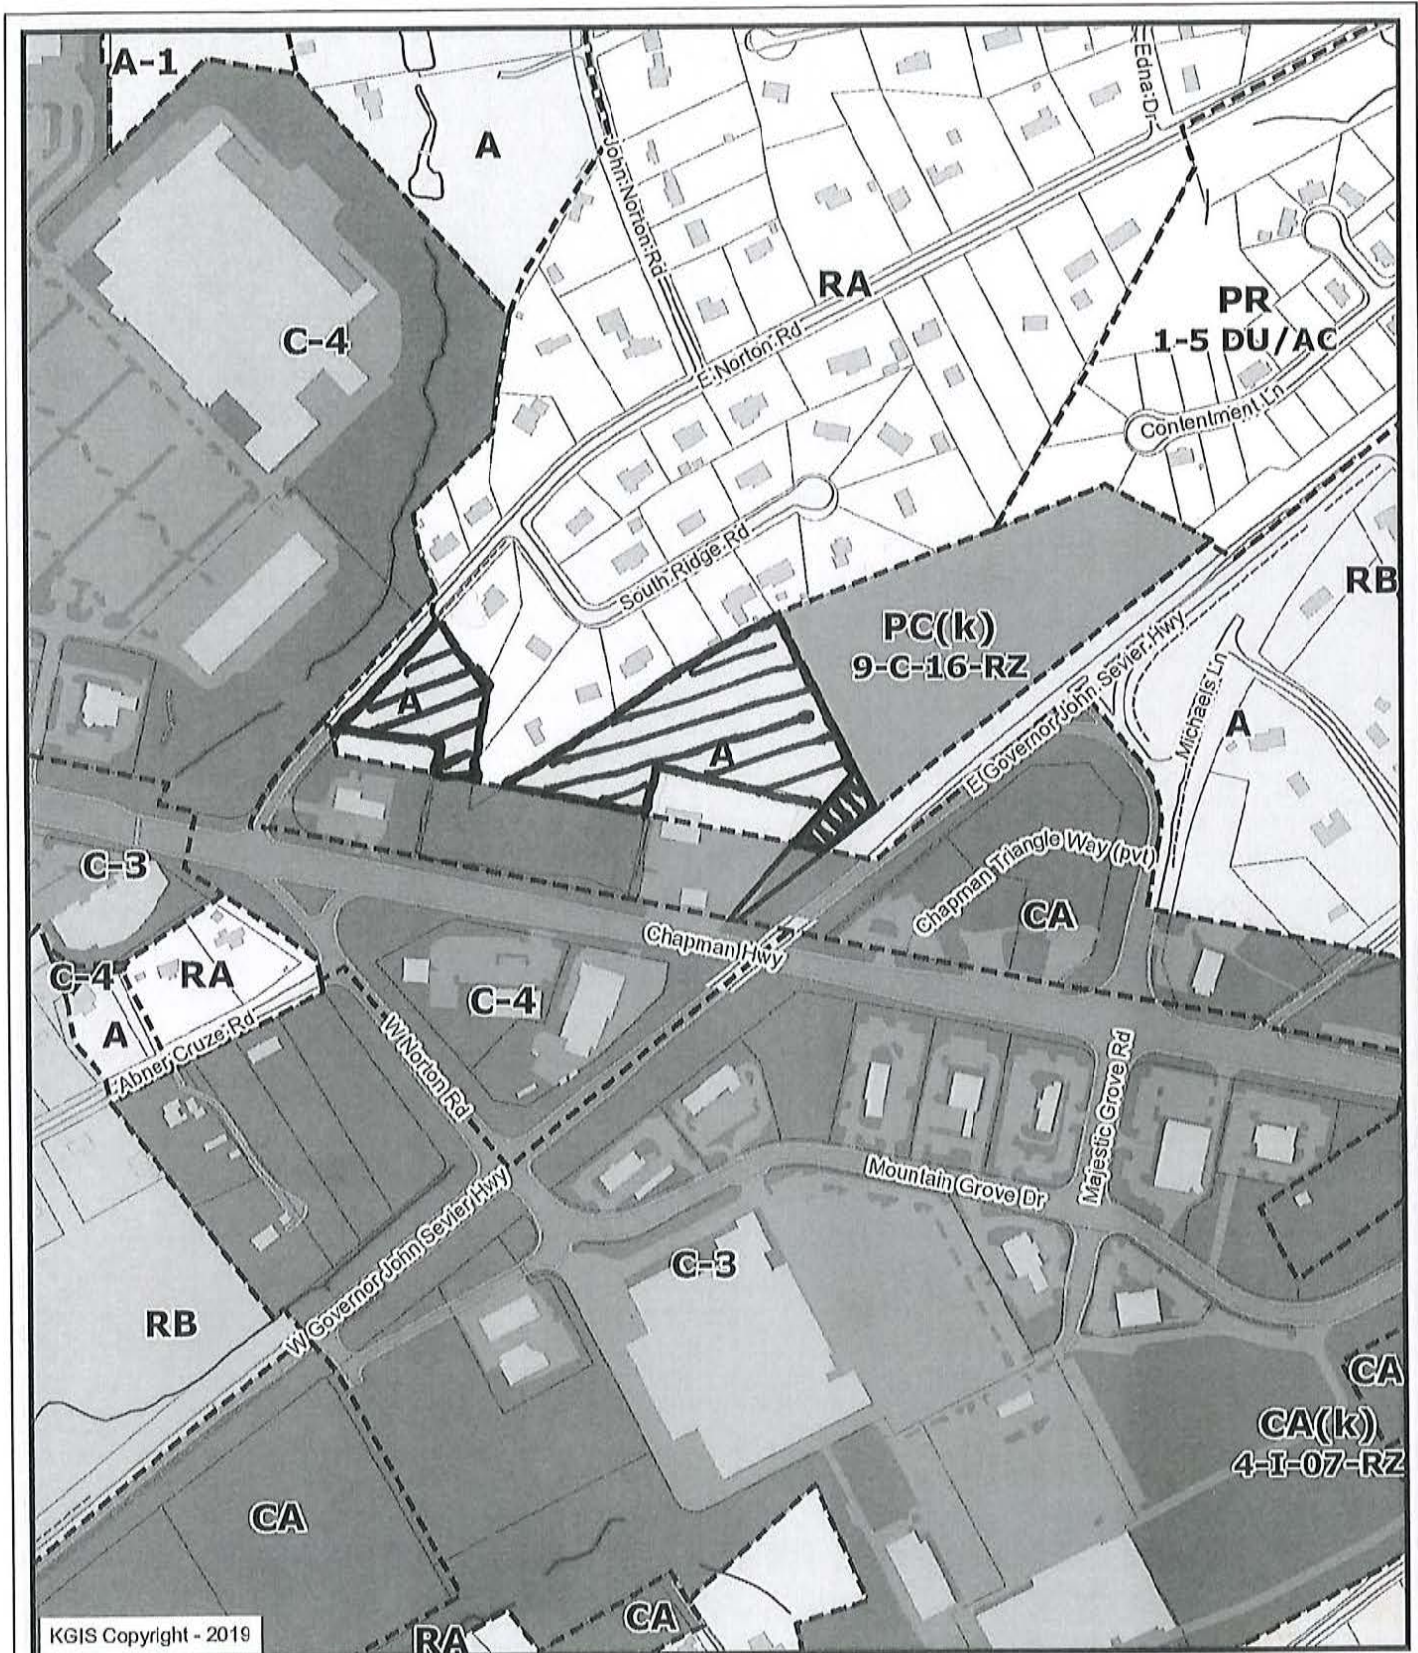 A-1
A
John Norton Rd
Edna Dr
RA
C-4
E Norton Rd
PR
1-5 DU/AC
Contentment Ln
South Ridge Rd
RB
PC(k)
9-C-16-RZ
A
A
E Governor John Sevier Hwy
Michaels Ln
A
C-3
Chapman Triangle Way (pvt)
CA
Chapman Hwy
C-4
RA
C-4
A
Abner Cruze Rd
W Norton Rd
Majestic Grove Rd
Mountain Grove Dr
W Governor John Sevier Hwy
C-3
RB
CA
CA(k)
4-I-07-RZ
CA
CA
RA
KGIS Copyright - 2019